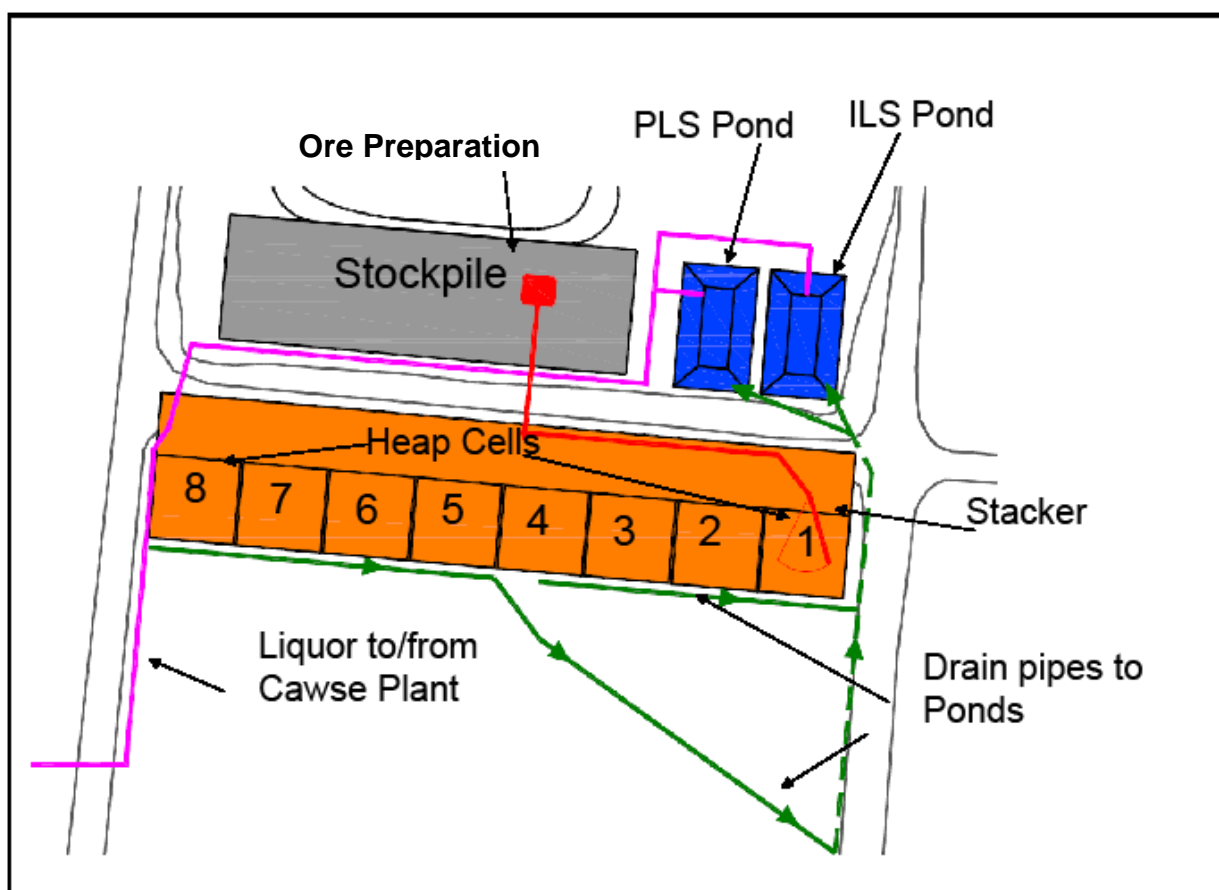 PLS Pond
ILS Pond
Ore Preparation
Stockpile
Heap Cells
8
7
6
5
4
3
2
1
Stacker
Liquor to/from
Cawse Plant
Drain pipes to
Ponds